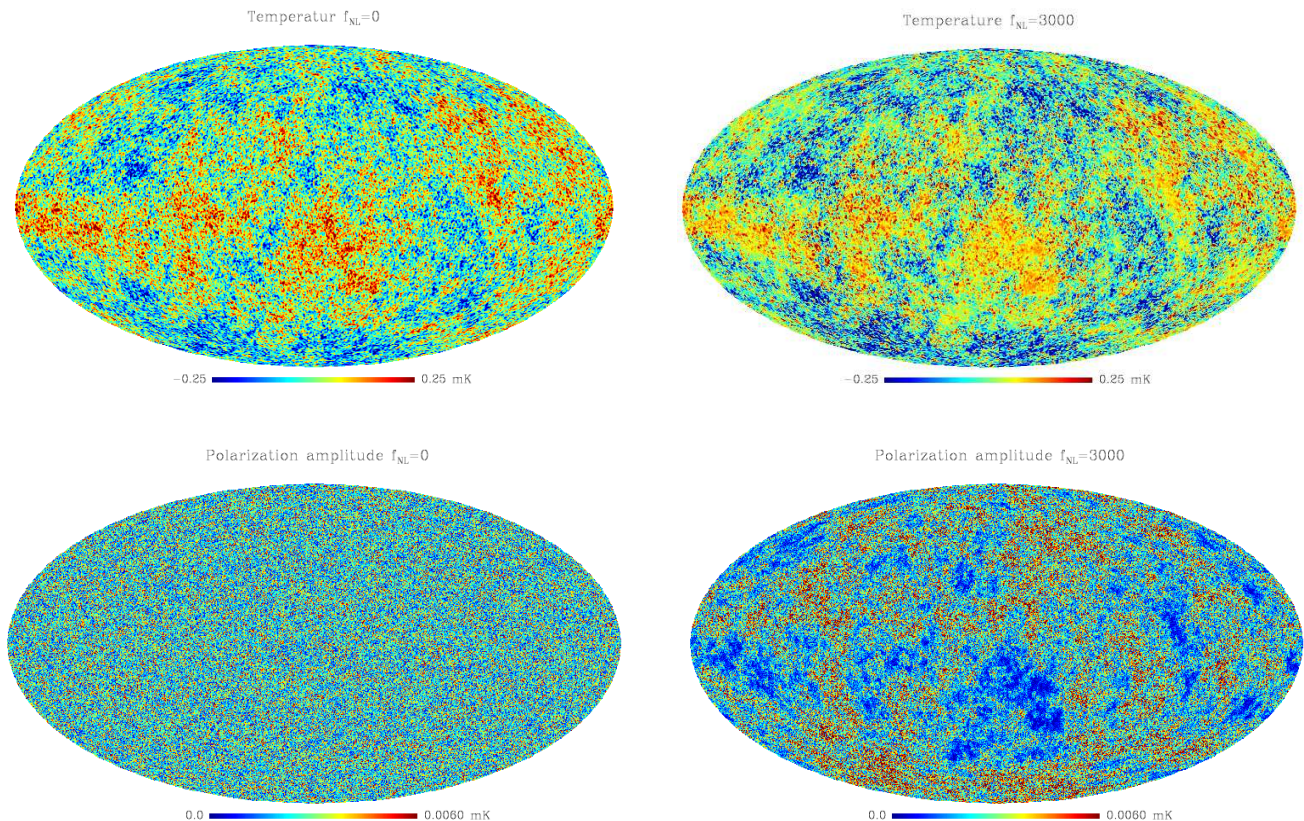 Temperatur f_NL=0
Temperature f_NL=3000
−0.25 0.25 mK
−0.25 0.25 mK
Polarization amplitude f_NL=0
Polarization amplitude f_NL=3000
0.0 0.0060 mK
0.0 0.0060 mK